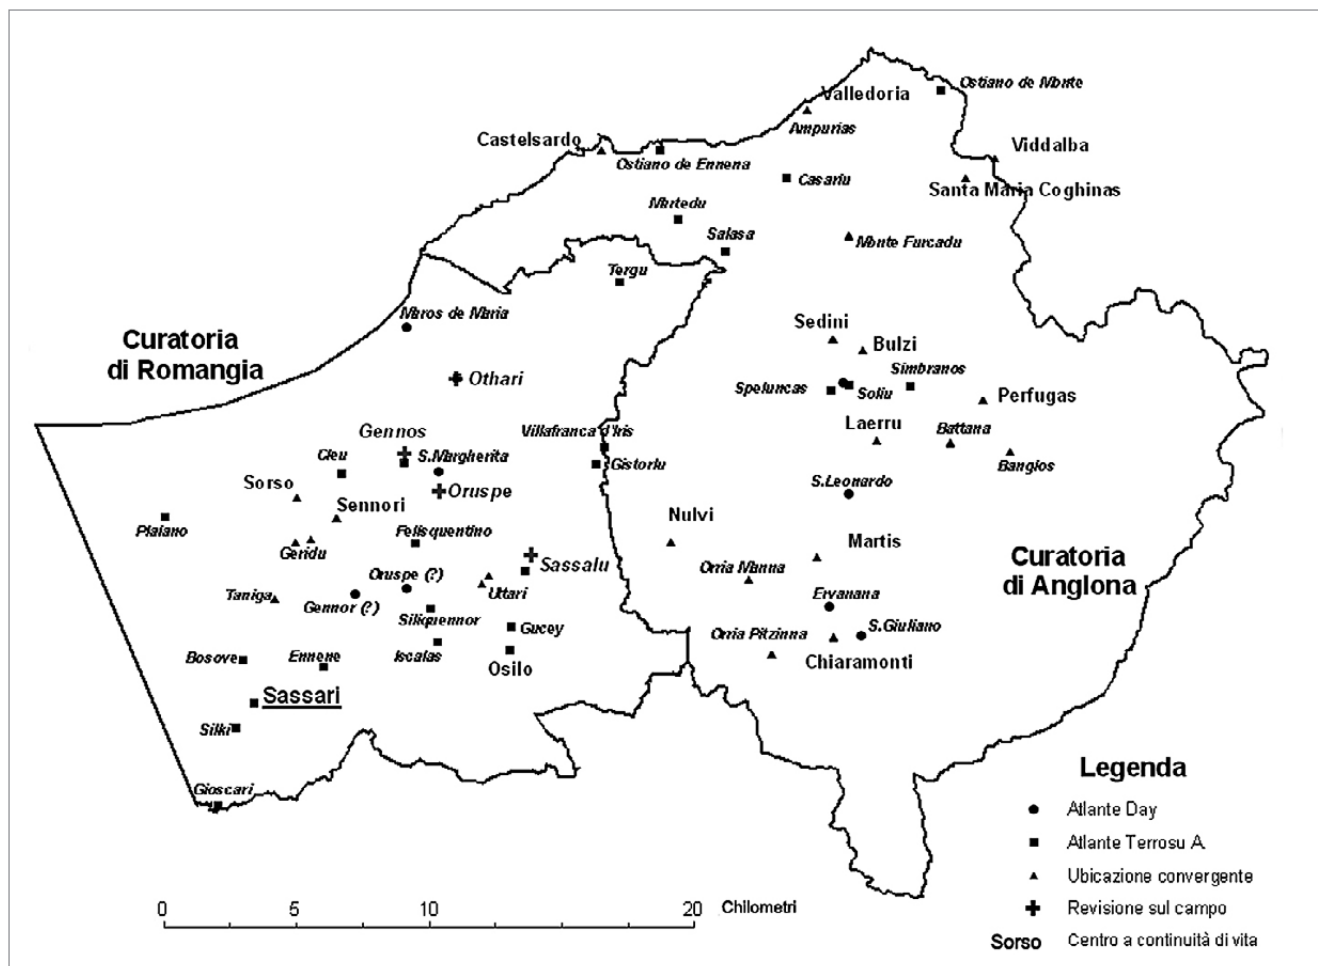 Ostiano de Monte
Valledoria
Ampurias
Castelsardo
Ostiano de Ennena
Viddalba
Casariu
Santa Maria Coghinas
Murtedu
Salasa
Monte Furcadu
Tergu
Maros de Maria
Curatoria
di Romangia
Sedini
Bulzi
Othari
Simbranos
Speluncas
Soliu
Perfugas
Laerru
Gennos
Villafranca d'Iris
Battana
Cleu
S.Margherita
Gistorlu
Bangios
Sorso
Oruspe
S.Leonardo
Sennori
Nulvi
Plaiano
Felisquentino
Geridu
Sassalu
Martis
Curatoria
di Anglona
Oruspe (?)
Orria Manna
Taniga
Gennor (?)
Uttari
Ervanana
Siliquennor
Gucey
Orria Pitzinna
S.Giuliano
Bosove
Ennene
Iscalas
Osilo
Chiaramonti
Sassari
Silki
Gioscari
Legenda
Atlante Day
Atlante Terrosu A.
Ubicazione convergente
Revisione sul campo
Sorso Centro a continuità di vita
0 5 10 20 Chilometri